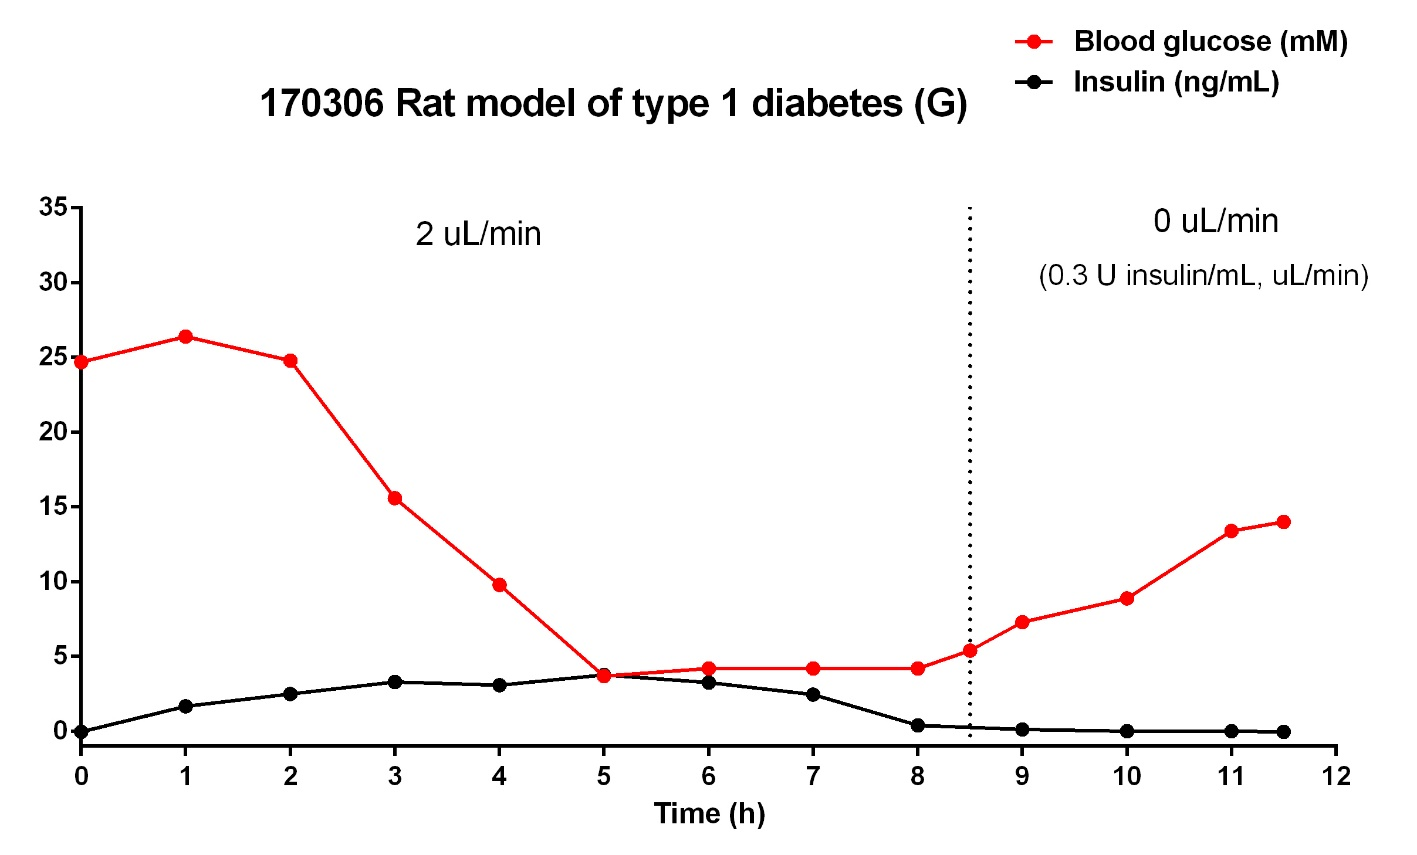 Blood glucose (mM)
Insulin (ng/mL)
170306 Rat model of type 1 diabetes (G)
2 uL/min
0 uL/min
(0.3 U insulin/mL, uL/min)
35
30
25
20
15
10
5
0
0 1 2 3 4 5 6 7 8 9 10 11 12
Time (h)